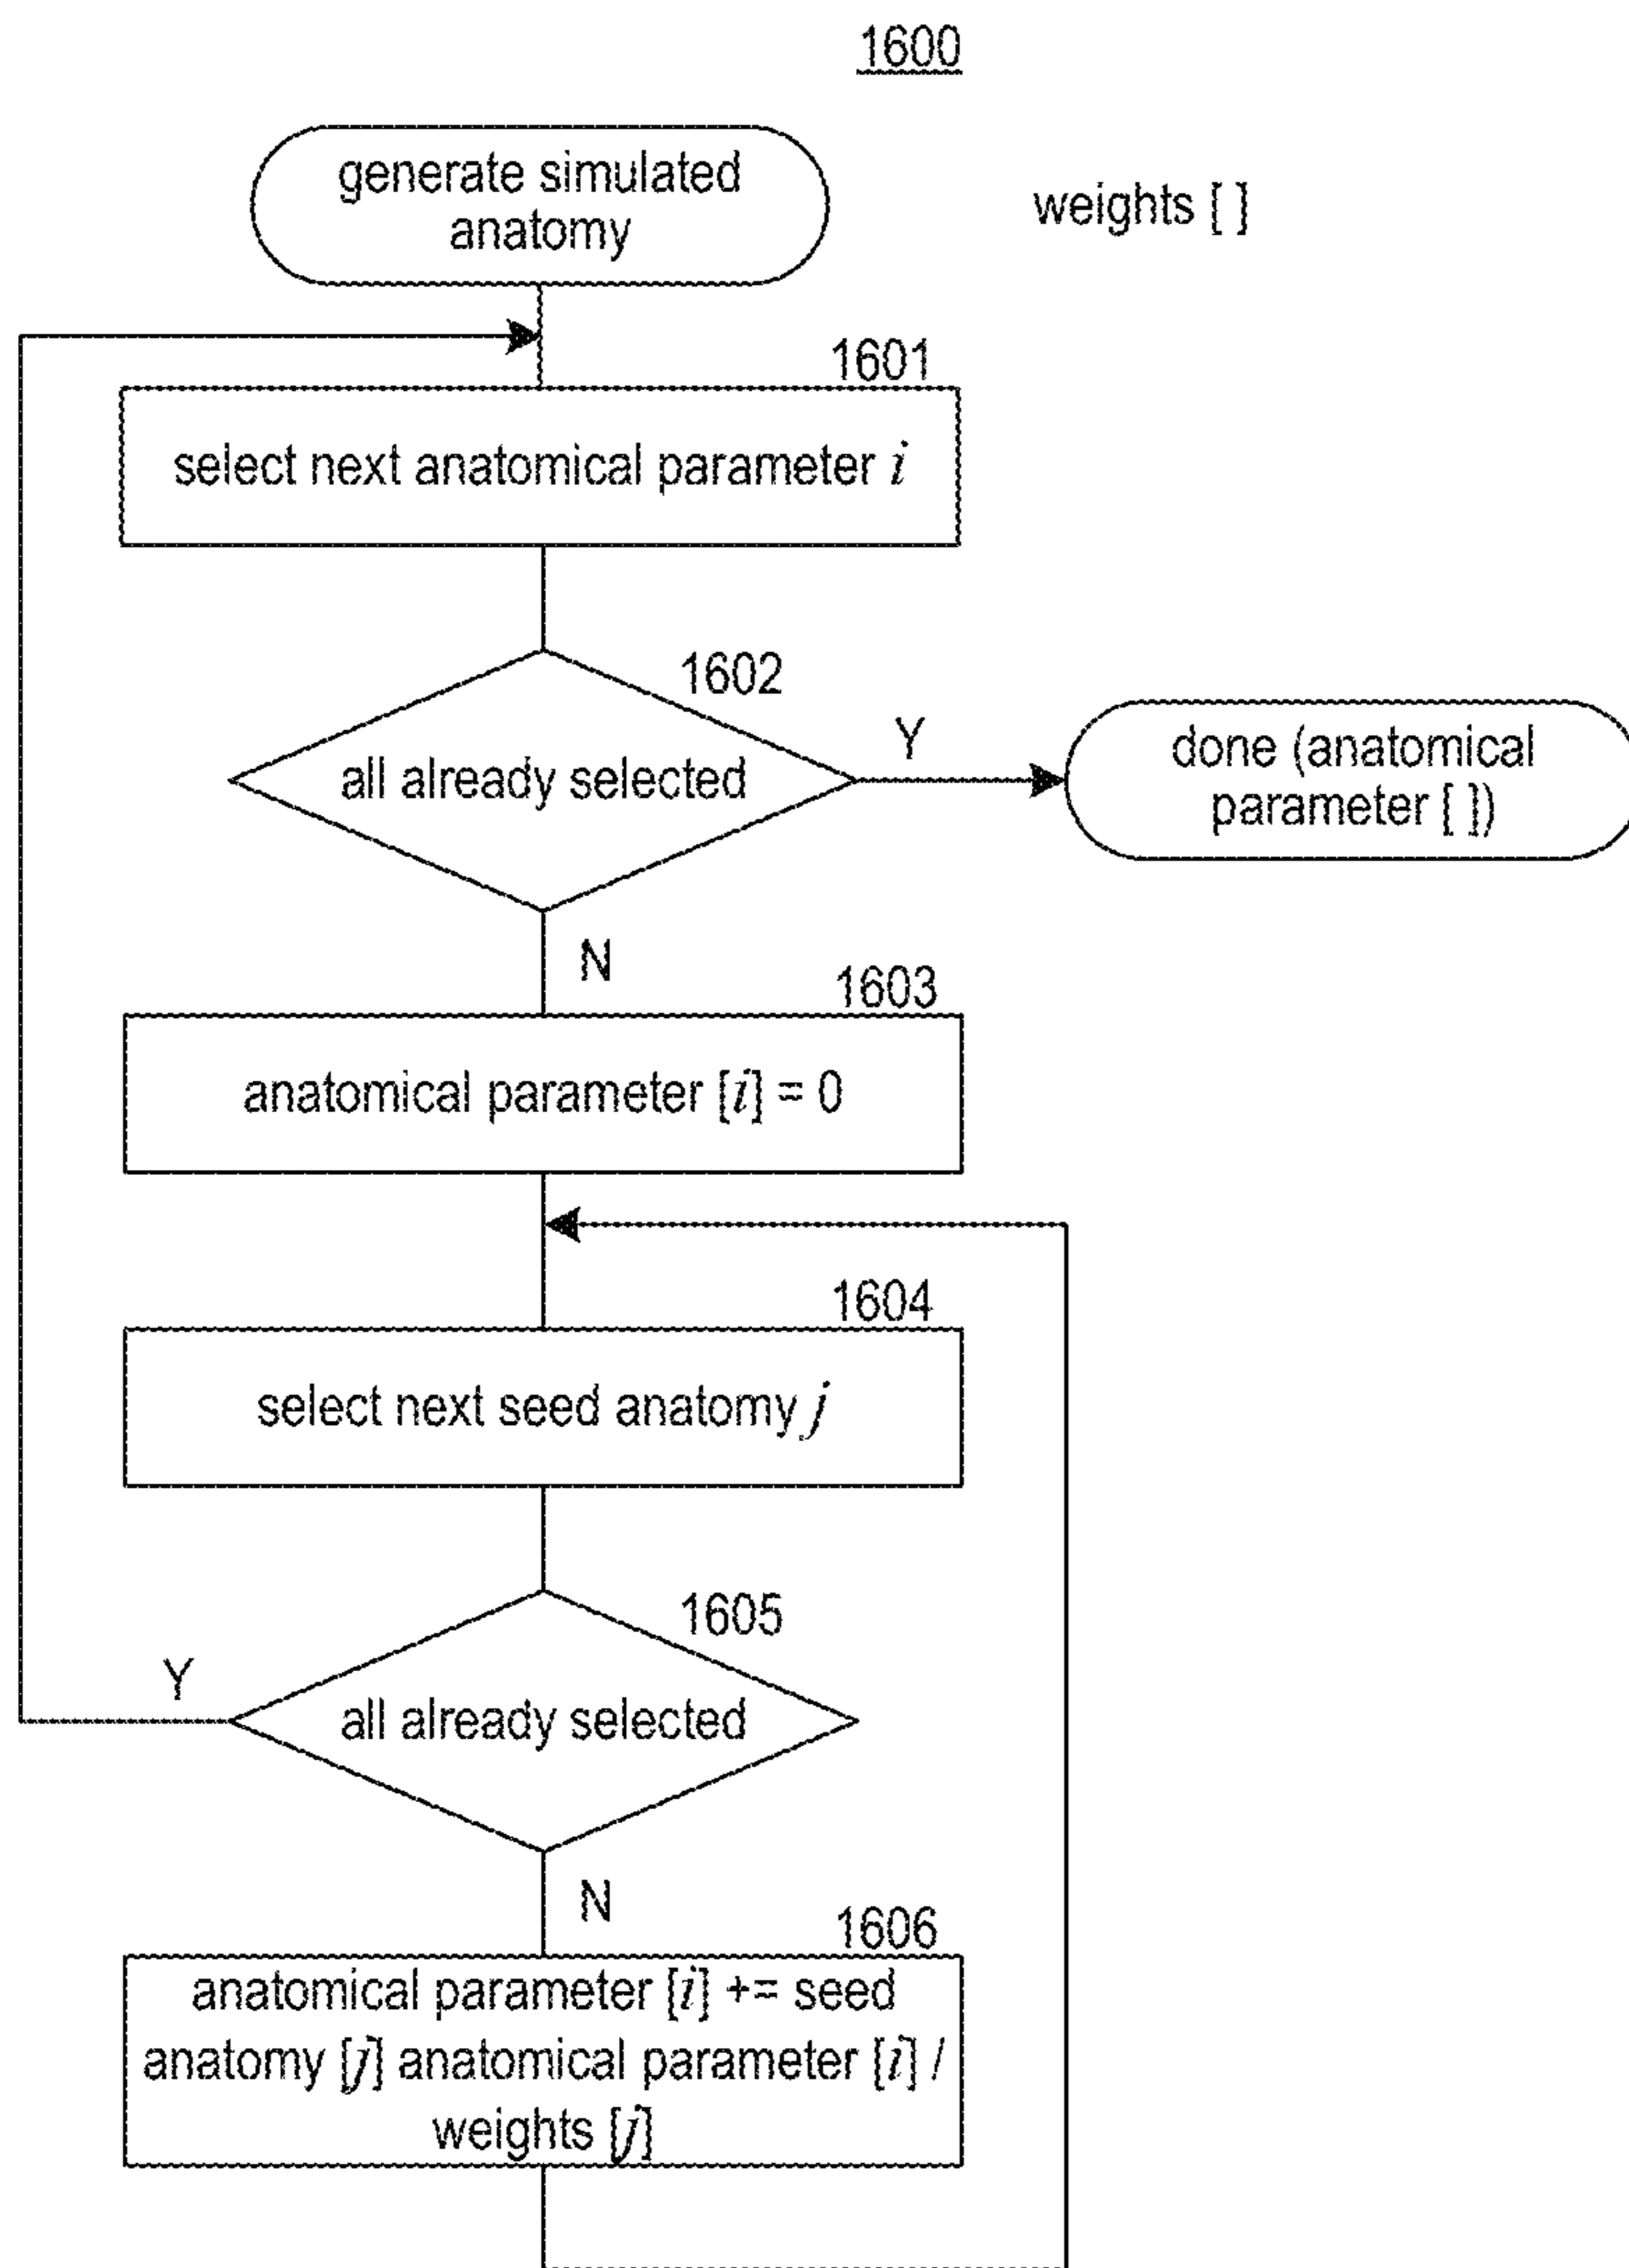 1600
generate simulated
anatomy
weights [ ]
1601
select next anatomical parameter i
1602
all already selected
Y
done (anatomical
parameter [ ])
N
1603
anatomical parameter [i] = 0
1604
select next seed anatomy j
1605
all already selected
Y
N
1606
anatomical parameter [i] += seed
anatomy [j] anatomical parameter [i] /
weights [j]